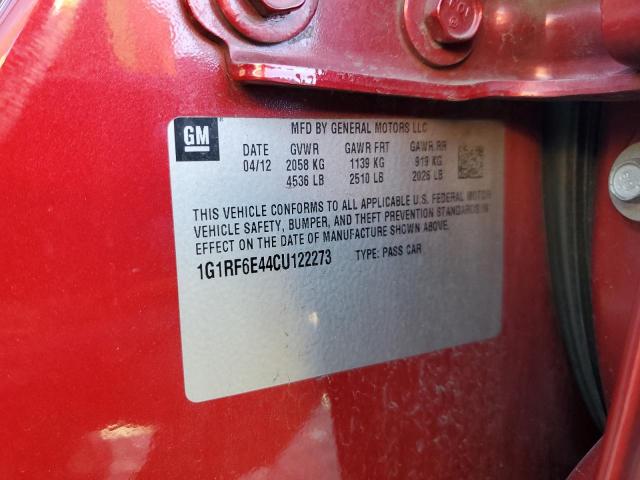 GM
MFD BY GENERAL MOTORS LLC
DATE GVWR GAWR FRT GAWR RR
04/12 2058 KG 1139 KG 919 KG
4536 LB 2510 LB 2026 LB
THIS VEHICLE CONFORMS TO ALL APPLICABLE U.S. FEDERAL MOTOR
VEHICLE SAFETY, BUMPER, AND THEFT PREVENTION STANDARDS IN
EFFECT ON THE DATE OF MANUFACTURE SHOWN ABOVE.
1G1RF6E44CU122273 TYPE: PASS CAR